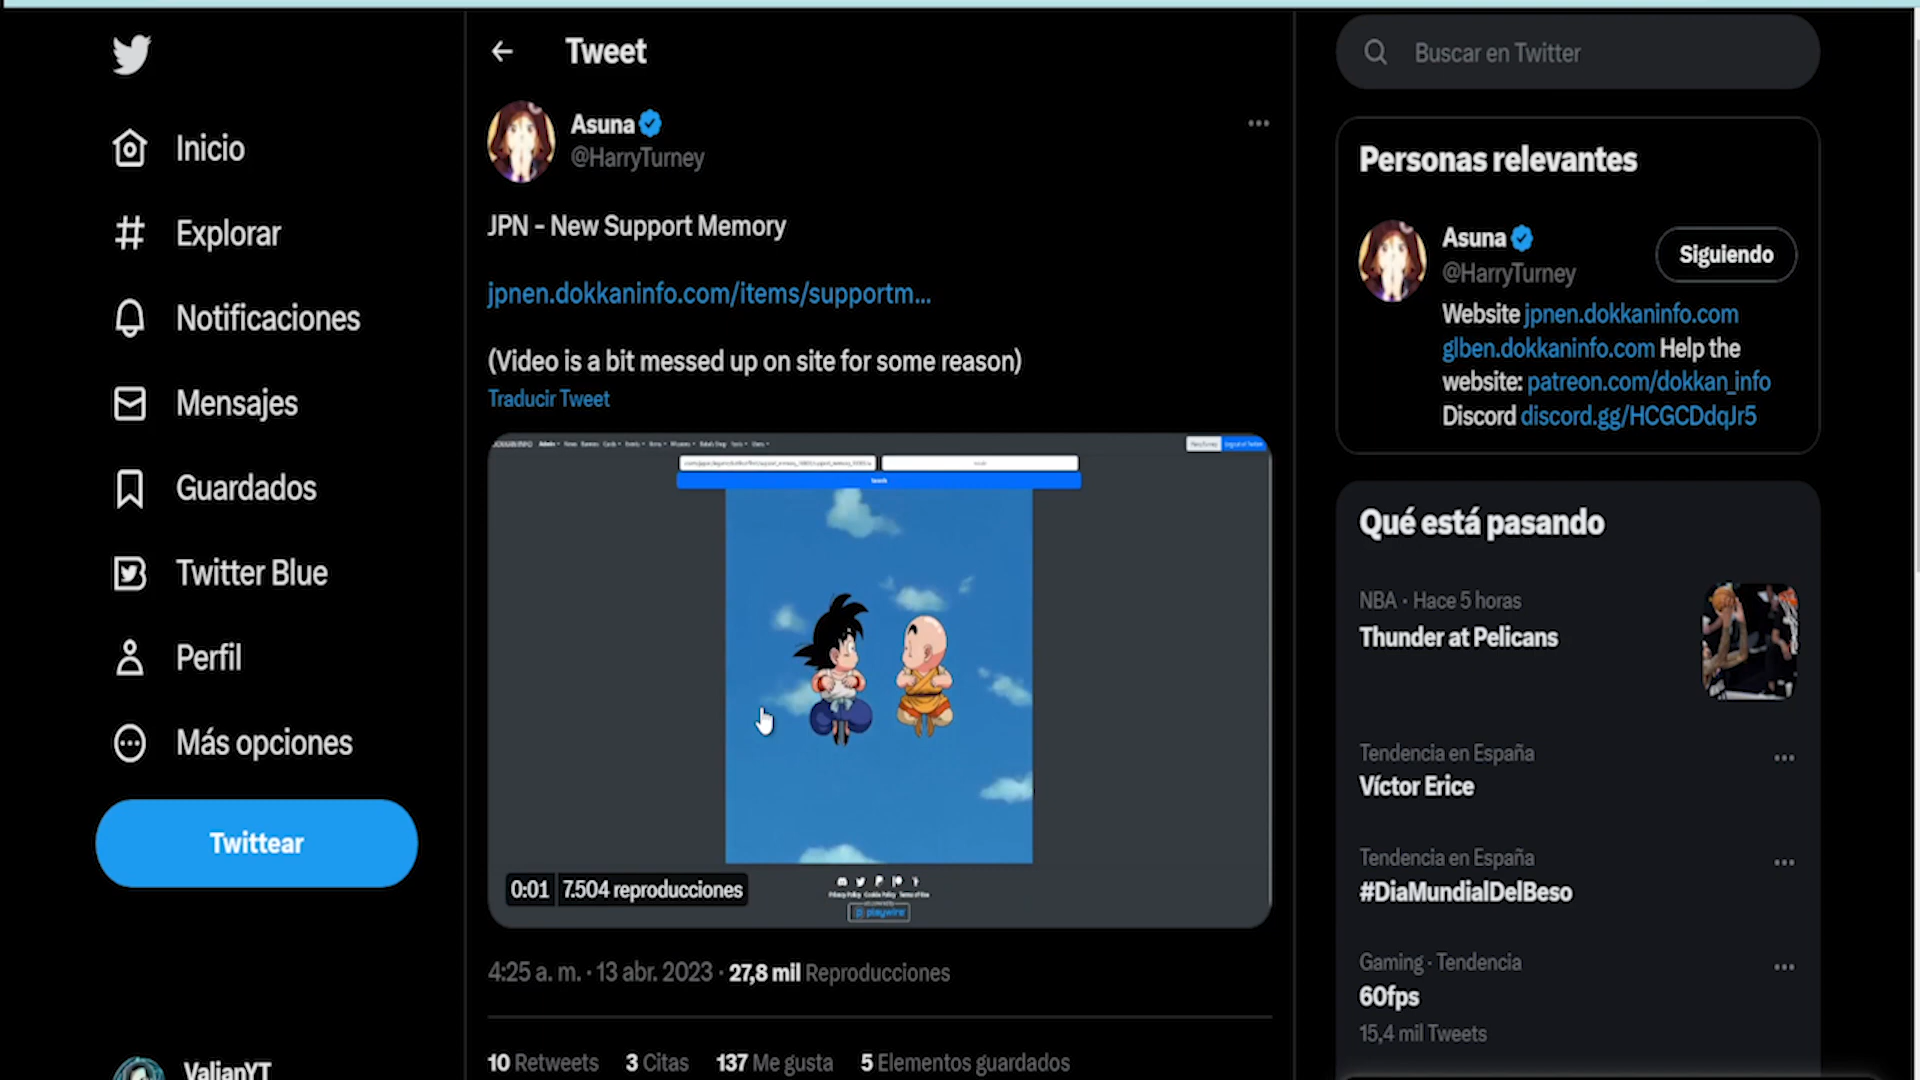 Inicio
Explorar
Notificaciones
Mensajes
Guardados
Twitter Blue
Perfil
Más opciones
Twittear
ValianYT
Tweet
Asuna
@HarryTurney
JPN - New Support Memory
jpnen.dokkaninfo.com/items/supportm...
(Video is a bit messed up on site for some reason)
Traducir Tweet
Privacy Policy Cookie Policy Terms of Use
playwire
0:01 7.504 reproducciones
4:25 a. m. · 13 abr. 2023 · 27,8 mil Reproducciones
10 Retweets 3 Citas 137 Me gusta 5 Elementos guardados
Buscar en Twitter
Personas relevantes
Asuna
@HarryTurney
Siguiendo
Website jpnen.dokkaninfo.com
glben.dokkaninfo.com Help the
website: patreon.com/dokkan_info
Discord discord.gg/HCGCDdqJr5
Qué está pasando
NBA · Hace 5 horas
Thunder at Pelicans
Tendencia en España
Víctor Erice
Tendencia en España
#DiaMundialDelBeso
Gaming · Tendencia
60fps
15,4 mil Tweets